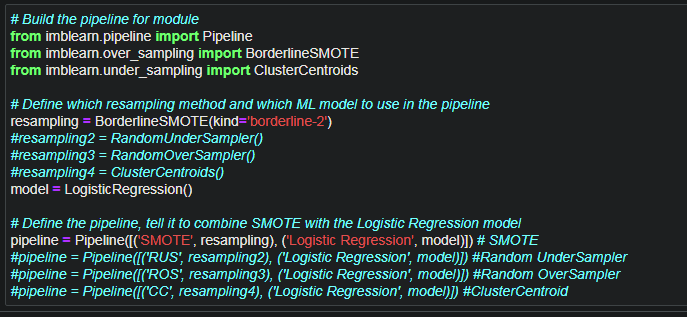 # Build the pipeline for module
from imblearn.pipeline import Pipeline
from imblearn.over_sampling import BorderlineSMOTE
from imblearn.under_sampling import ClusterCentroids
# Define which resampling method and which ML model to use in the pipeline
resampling = BorderlineSMOTE(kind='borderline-2')
#resampling2 = RandomUnderSampler()
#resampling3 = RandomOverSampler()
#resampling4 = ClusterCentroids()
model = LogisticRegression()
# Define the pipeline, tell it to combine SMOTE with the Logistic Regression model
pipeline = Pipeline([('SMOTE', resampling), ('Logistic Regression', model)]) # SMOTE
#pipeline = Pipeline([('RUS', resampling2), ('Logistic Regression', model)]) #Random UnderSampler
#pipeline = Pipeline([('ROS', resampling3), ('Logistic Regression', model)]) #Random OverSampler
#pipeline = Pipeline([('CC', resampling4), ('Logistic Regression', model)]) #ClusterCentroid